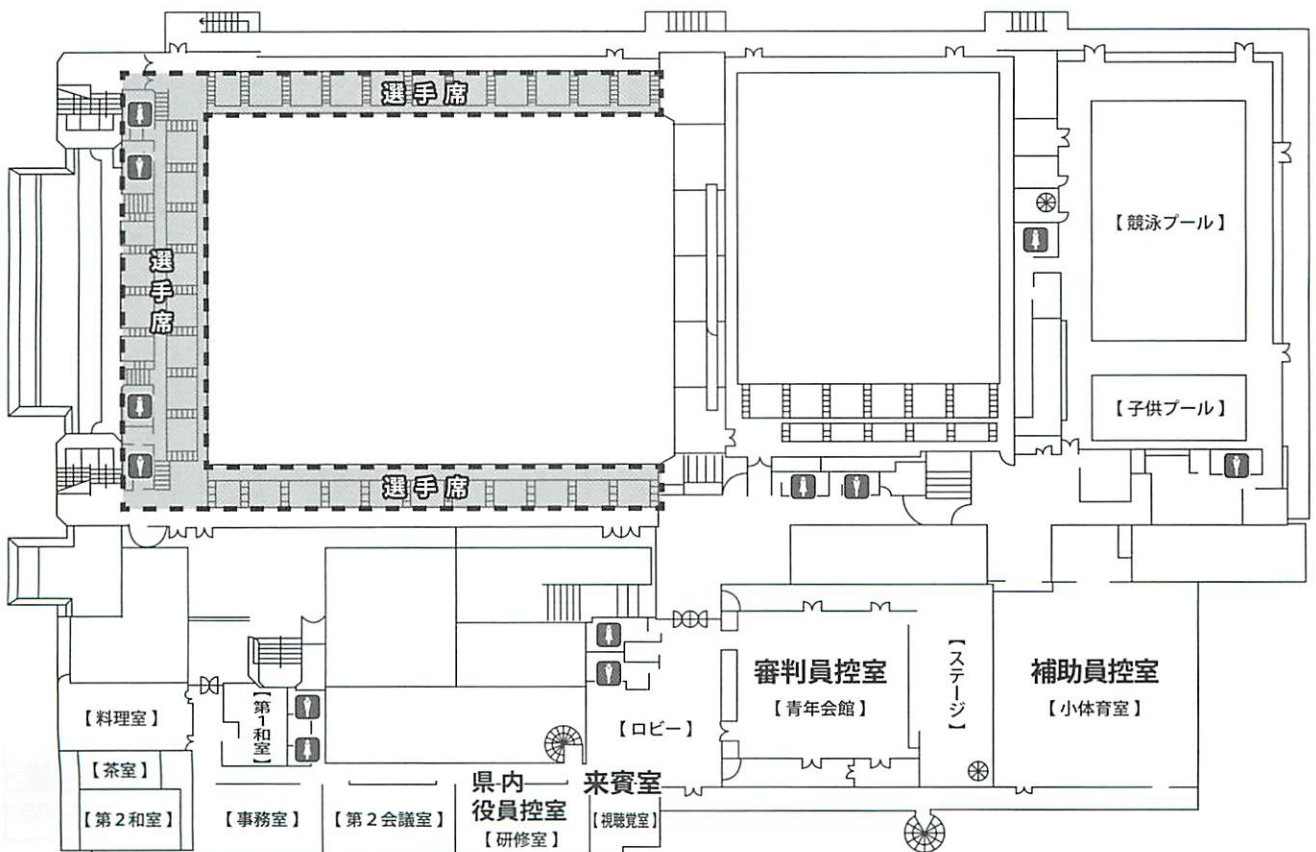 選手席
選手席
選手席
【競泳プール】
【子供プール】
審判員控室
【青年会館】
【ステージ】
補助員控室
【小体育室】
【料理室】
【第1和室】
【ロビー】
【茶室】
【第2和室】
【事務室】
【第2会議室】
県内
役員控室
【研修室】
来賓室
【視聴覚室】